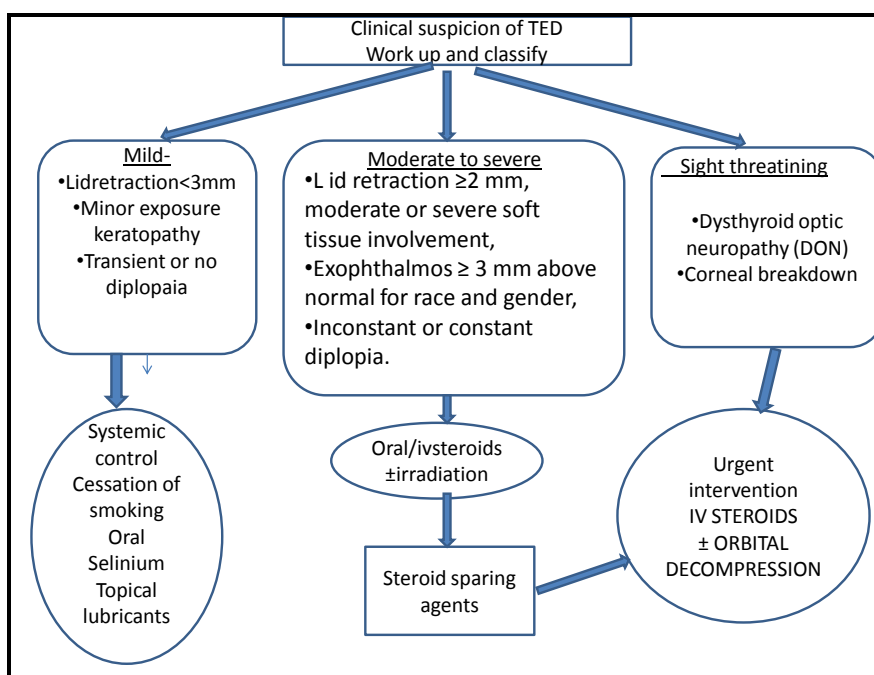 Clinical suspicion of TED
Work up and classify
Mild-
•Lidretraction<3mm
•Minor exposure
keratopathy
•Transient or no
diplopaia
Moderate to severe
•L id retraction ≥2 mm,
moderate or severe soft
tissue involvement,
•Exophthalmos ≥ 3 mm above
normal for race and gender,
•Inconstant or constant
diplopia.
Sight threatining
•Dysthyroid optic
neuropathy (DON)
•Corneal breakdown
Systemic
control
Cessation of
smoking
Oral
Selinium
Topical
lubricants
Oral/ivsteroids
±irradiation
Steroid sparing
agents
Urgent
intervention
IV STEROIDS
± ORBITAL
DECOMPRESSION